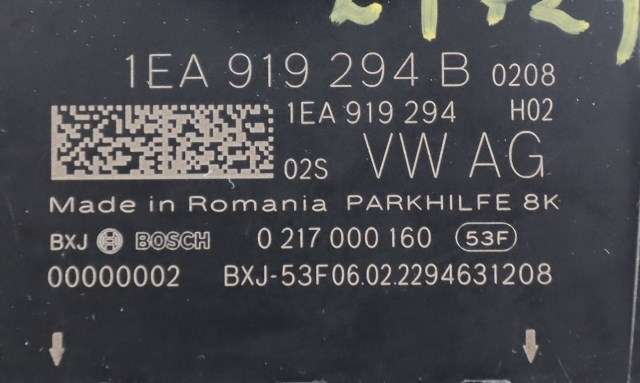 1EA 919 294 B 0208
1EA 919 294 H02
02S VW AG
Made in Romania PARKHILFE 8K
BXJ BOSCH 0 217 000 160 53F
00000002 BXJ-53F06.02.2294631208